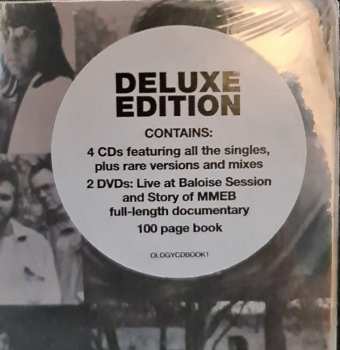 DELUXE
EDITION
CONTAINS:
4 CDs featuring all the singles,
plus rare versions and mixes
2 DVDs: Live at Baloise Session
and Story of MMEB
full-length documentary
100 page book
OLOGYCDBOOK1